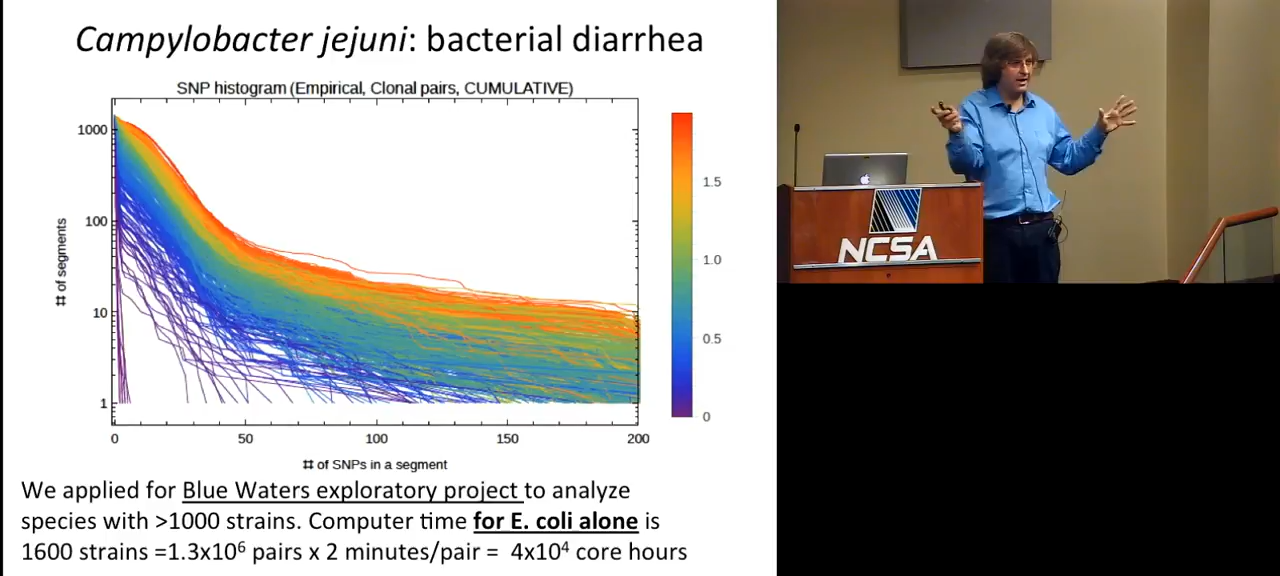 Campylobacter jejuni: bacterial diarrhea
SNP histogram (Empirical, Clonal pairs, CUMULATIVE)
# of segments
1000
100
10
1
0
50
100
150
200
# of SNPs in a segment
1.5
1.0
0.5
0
We applied for Blue Waters exploratory project to analyze
species with >1000 strains. Computer time for E. coli alone is
1600 strains =1.3x10⁶ pairs x 2 minutes/pair = 4x10⁴ core hours
NCSA